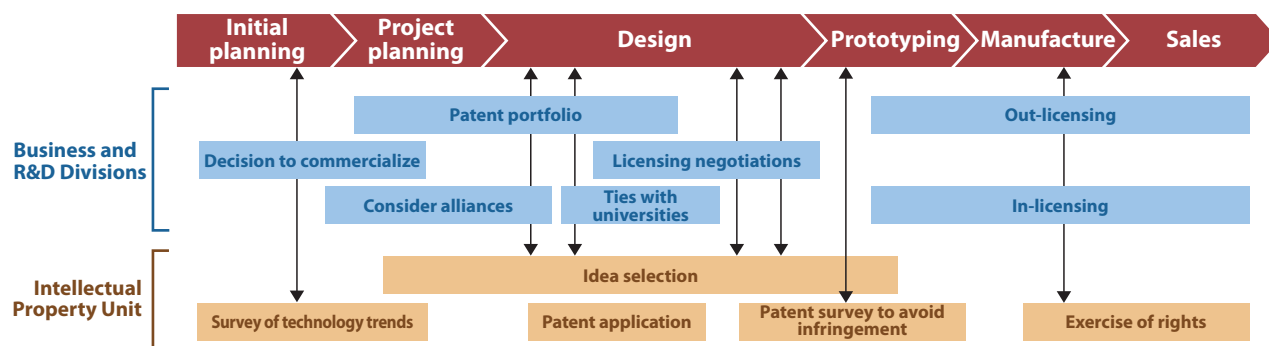 Initial
planning
Project
planning
Design
Prototyping
Manufacture
Sales
Business and
R&D Divisions
Patent portfolio
Out-licensing
Decision to commercialize
Licensing negotiations
Consider alliances
Ties with
universities
In-licensing
Intellectual
Property Unit
Idea selection
Survey of technology trends
Patent application
Patent survey to avoid
infringement
Exercise of rights